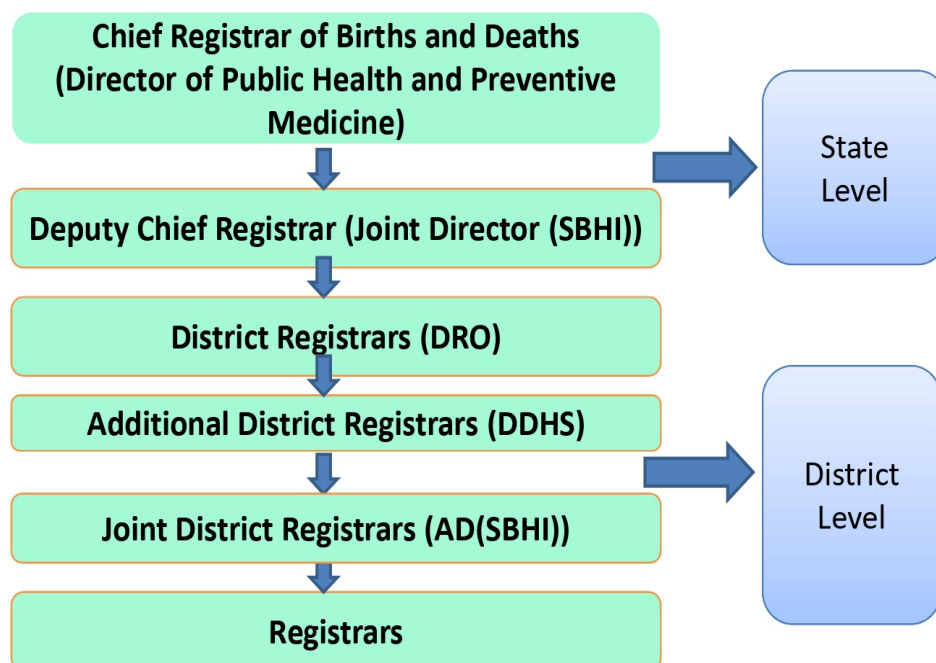 Chief Registrar of Births and Deaths
(Director of Public Health and Preventive
Medicine)
State
Level
Deputy Chief Registrar (Joint Director (SBHI))
District Registrars (DRO)
Additional District Registrars (DDHS)
District
Level
Joint District Registrars (AD(SBHI))
Registrars